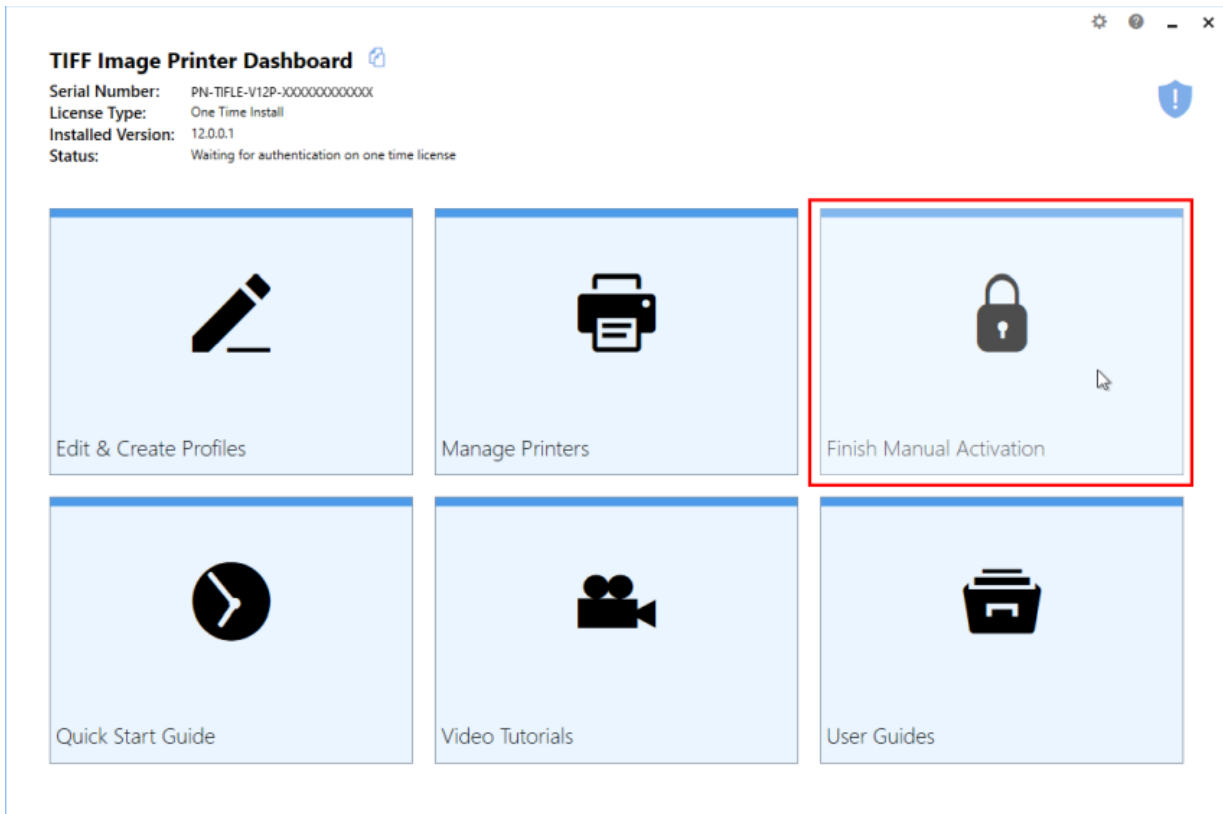 TIFF Image Printer Dashboard
Serial Number: PN-TIFLE-V12P-XXXXXXXXXXXX
License Type: One Time Install
Installed Version: 12.0.0.1
Status: Waiting for authentication on one time license
Edit & Create Profiles
Manage Printers
Finish Manual Activation
Quick Start Guide
Video Tutorials
User Guides